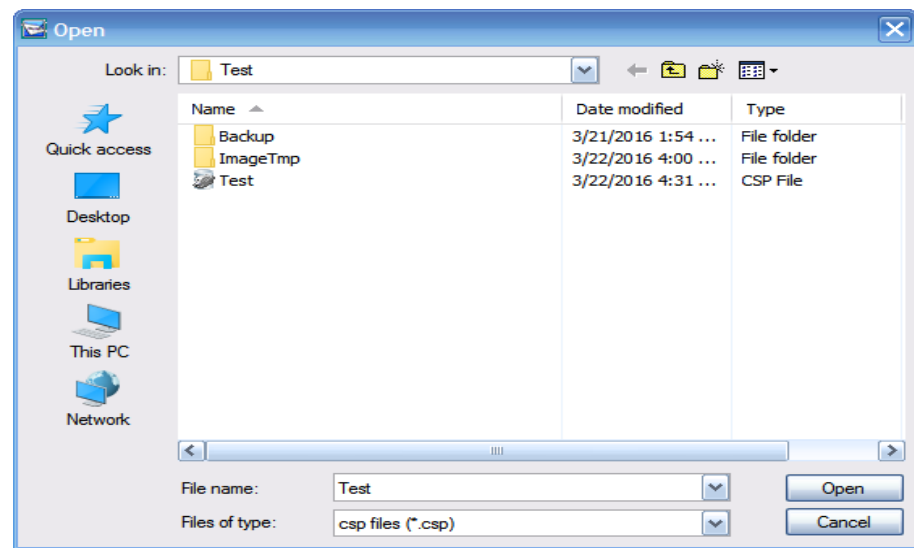 Open
Look in: Test
Name Date modified Type
Quick access
Backup 3/21/2016 1:54 ... File folder
ImageTmp 3/22/2016 4:00 ... File folder
Test 3/22/2016 4:31 ... CSP File
Desktop
Libraries
This PC
Network
File name: Test Open
Files of type: csp files (*.csp) Cancel